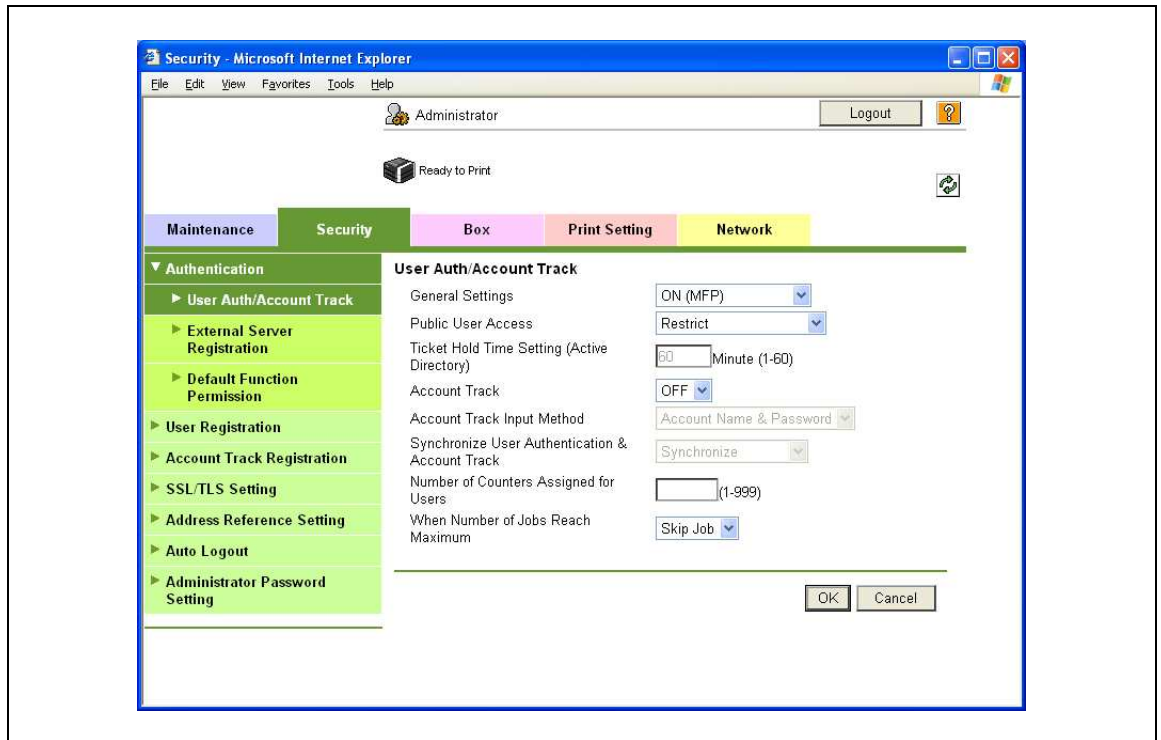 Security - Microsoft Internet Explorer
File Edit View Favorites Tools Help
Administrator
Logout
?
Ready to Print
Maintenance
Security
Box
Print Setting
Network
Authentication
User Auth/Account Track
External Server
Registration
Default Function
Permission
User Registration
Account Track Registration
SSL/TLS Setting
Address Reference Setting
Auto Logout
Administrator Password
Setting
User Auth/Account Track
General Settings
ON (MFP)
Public User Access
Restrict
Ticket Hold Time Setting (Active
Directory)
60 Minute (1-60)
Account Track
OFF
Account Track Input Method
Account Name & Password
Synchronize User Authentication &
Account Track
Synchronize
Number of Counters Assigned for
Users
(1-999)
When Number of Jobs Reach
Maximum
Skip Job
OK
Cancel